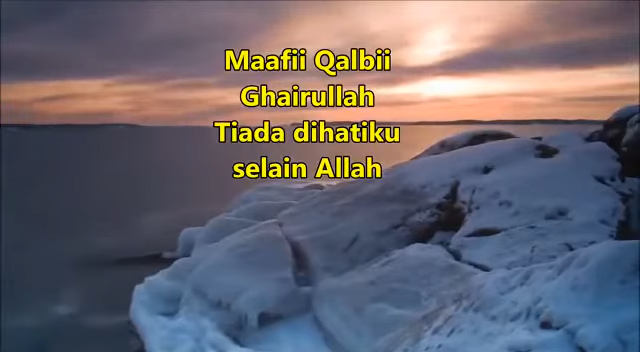 Maafii Qalbii
Ghairullah
Tiada dihatiku
selain Allah